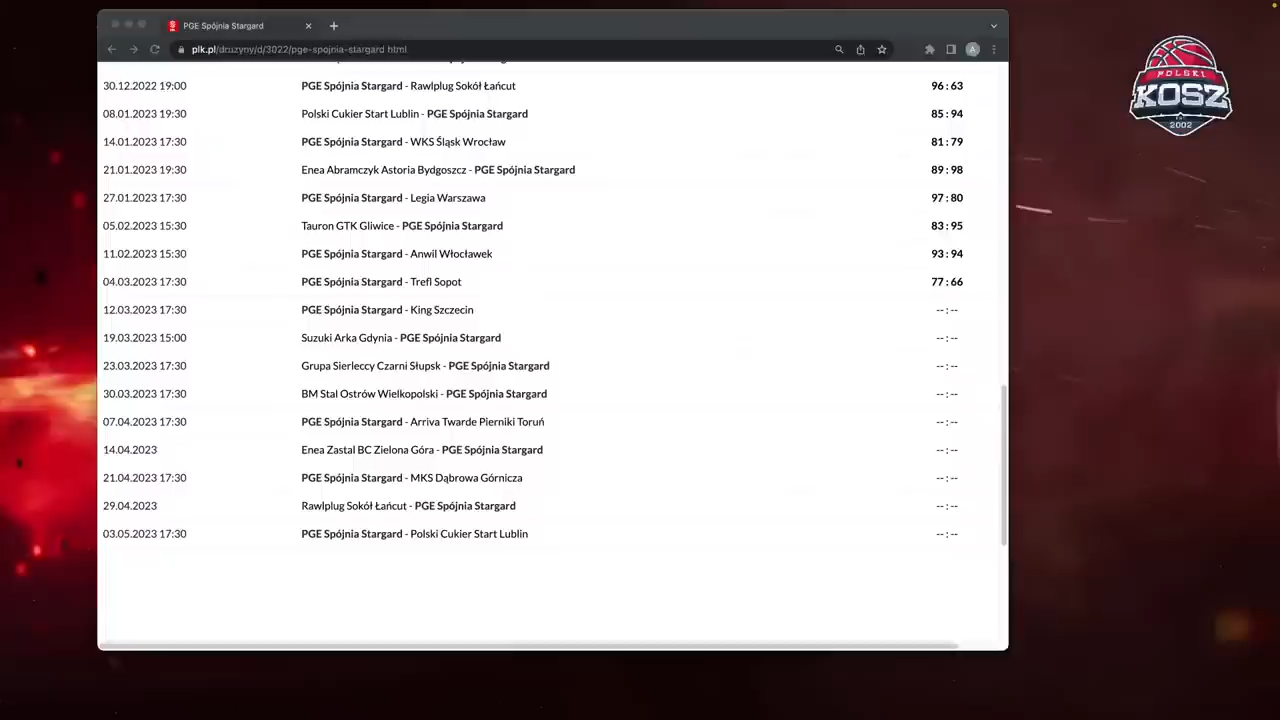 PGE Spójnia Stargard
plk.pl/druzyny/d/3022/pge-spojnia-stargard html
A
30.12.2022 19:00 PGE Spójnia Stargard - Rawlplug Sokół Łańcut 96 : 63
08.01.2023 19:30 Polski Cukier Start Lublin - PGE Spójnia Stargard 85 : 94
14.01.2023 17:30 PGE Spójnia Stargard - WKS Śląsk Wrocław 81 : 79
21.01.2023 19:30 Enea Abramczyk Astoria Bydgoszcz - PGE Spójnia Stargard 89 : 98
27.01.2023 17:30 PGE Spójnia Stargard - Legia Warszawa 97 : 80
05.02.2023 15:30 Tauron GTK Gliwice - PGE Spójnia Stargard 83 : 95
11.02.2023 15:30 PGE Spójnia Stargard - Anwil Włocławek 93 : 94
04.03.2023 17:30 PGE Spójnia Stargard - Trefl Sopot 77 : 66
12.03.2023 17:30 PGE Spójnia Stargard - King Szczecin -- : --
19.03.2023 15:00 Suzuki Arka Gdynia - PGE Spójnia Stargard -- : --
23.03.2023 17:30 Grupa Sierleccy Czarni Słupsk - PGE Spójnia Stargard -- : --
30.03.2023 17:30 BM Stal Ostrów Wielkopolski - PGE Spójnia Stargard -- : --
07.04.2023 17:30 PGE Spójnia Stargard - Arriva Twarde Pierniki Toruń -- : --
14.04.2023 Enea Zastal BC Zielona Góra - PGE Spójnia Stargard -- : --
21.04.2023 17:30 PGE Spójnia Stargard - MKS Dąbrowa Górnicza -- : --
29.04.2023 Rawlplug Sokół Łańcut - PGE Spójnia Stargard -- : --
03.05.2023 17:30 PGE Spójnia Stargard - Polski Cukier Start Lublin -- : --
POLSKI
KOSZ
2002